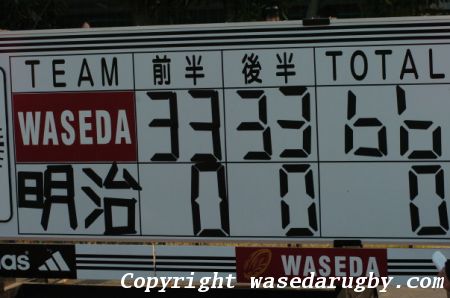 TEAM 前半 後半 TOTAL
WASEDA 33 33 66
明治 0 0 0
das WASEDA
Copyright wasedarugby.com